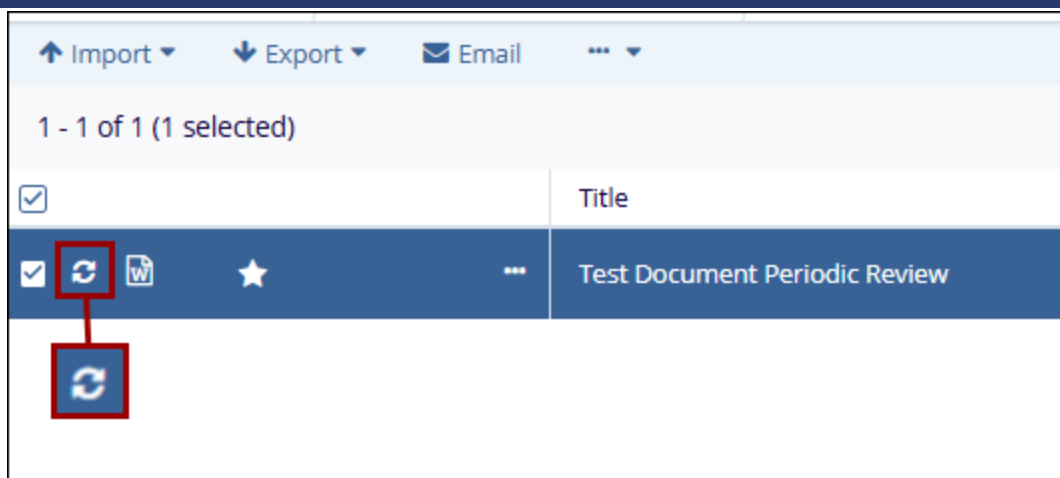 Import Export Email
1 - 1 of 1 (1 selected)
Title
W Test Document Periodic Review